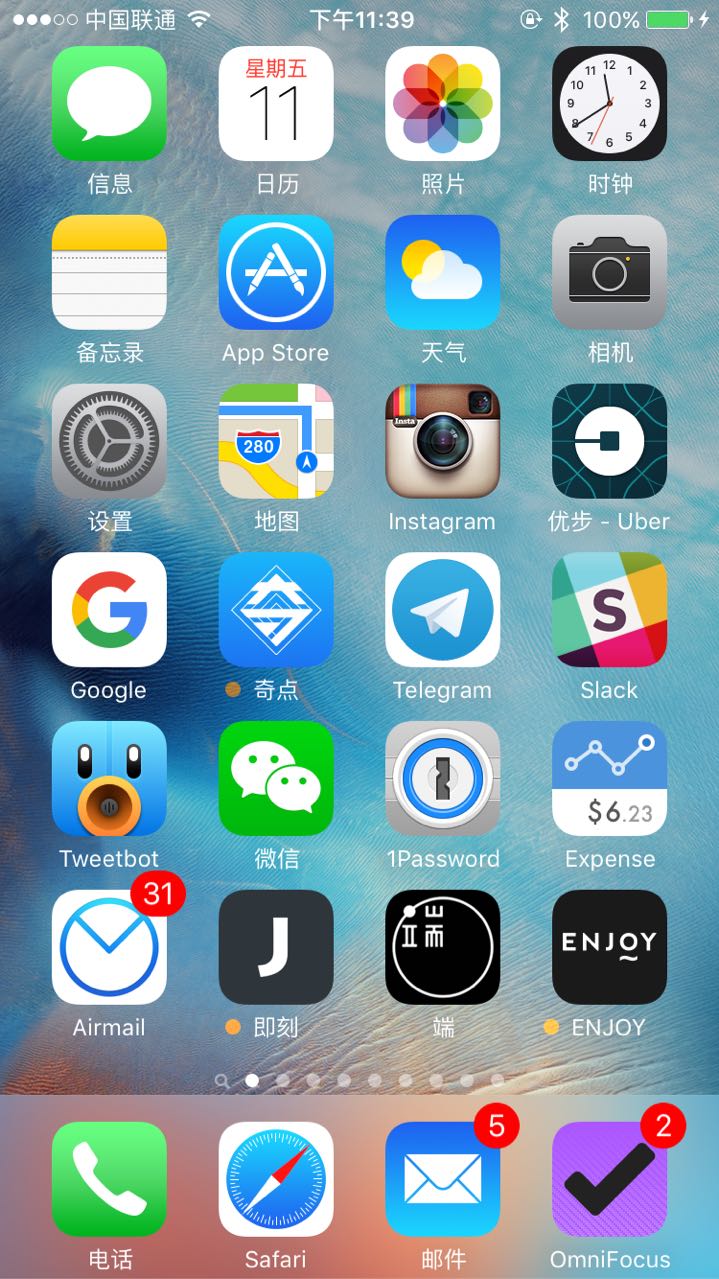 中国联通 下午11:39 100%
星期五
11
信息 日历 照片 时钟
备忘录 App Store 天气 相机
280
Insta
设置 地图 Instagram 优步 - Uber
S
Google 奇点 Telegram Slack
$6.23
Tweetbot 微信 1Password Expense
31
J 端 ENJOY
Airmail 即刻 端 ENJOY
5 2
电话 Safari 邮件 OmniFocus